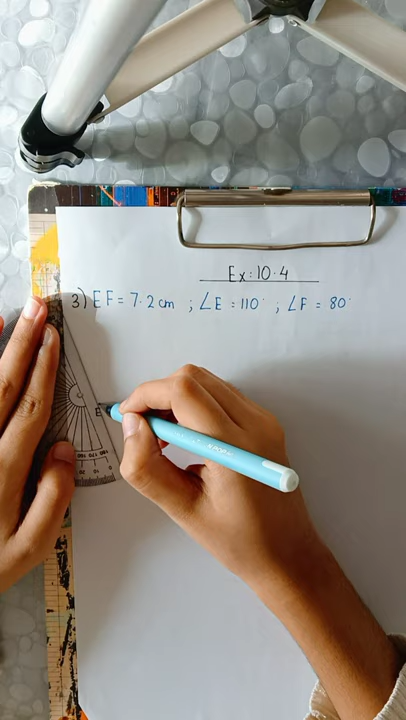 Ex:10.4
3) EF = 7.2 cm ; ∠E = 110° ; ∠F = 80°
E